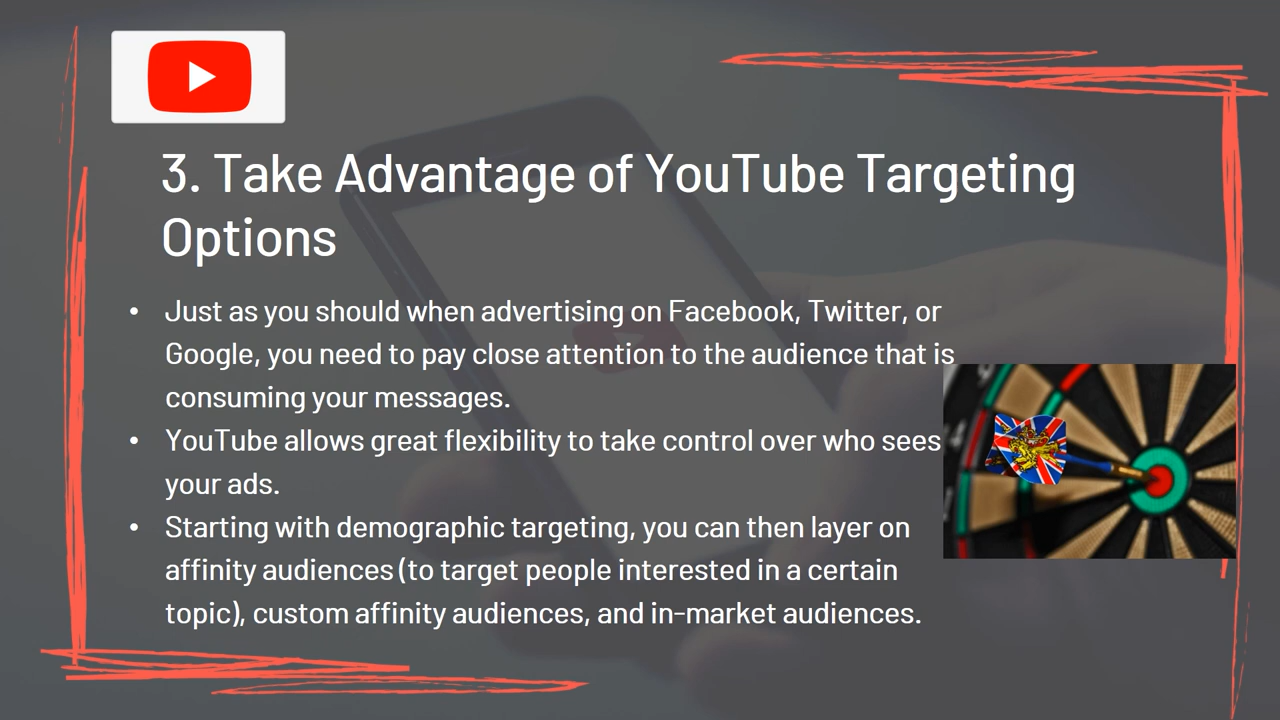 3. Take Advantage of YouTube Targeting
Options
• Just as you should when advertising on Facebook, Twitter, or
Google, you need to pay close attention to the audience that is
consuming your messages.
• YouTube allows great flexibility to take control over who sees
your ads.
• Starting with demographic targeting, you can then layer on
affinity audiences (to target people interested in a certain
topic), custom affinity audiences, and in-market audiences.